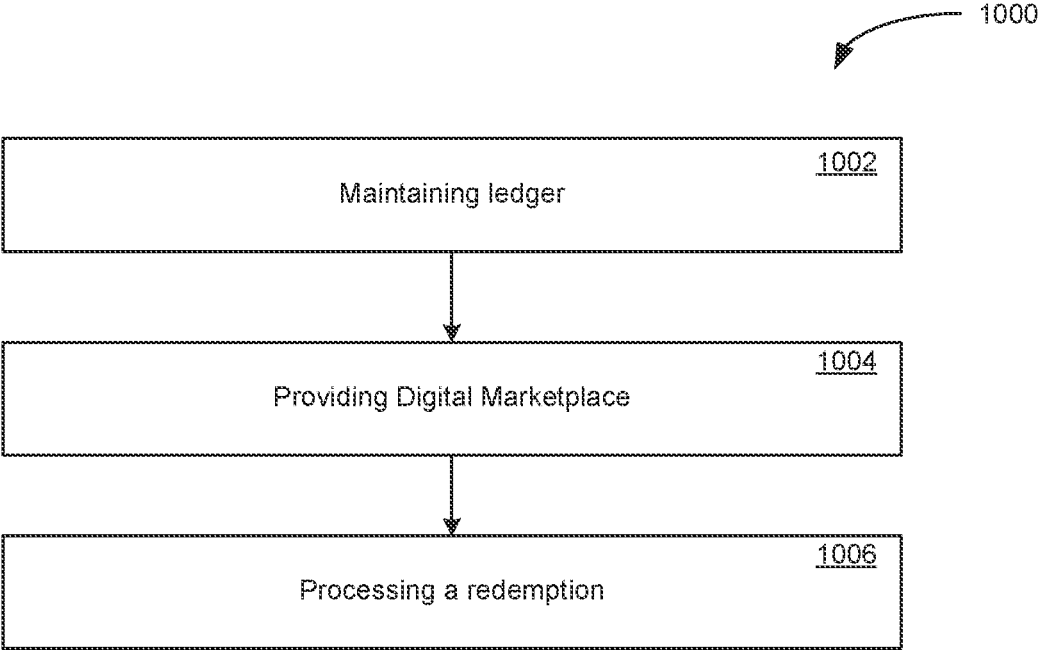 1000
1002
Maintaining ledger
1004
Providing Digital Marketplace
1006
Processing a redemption